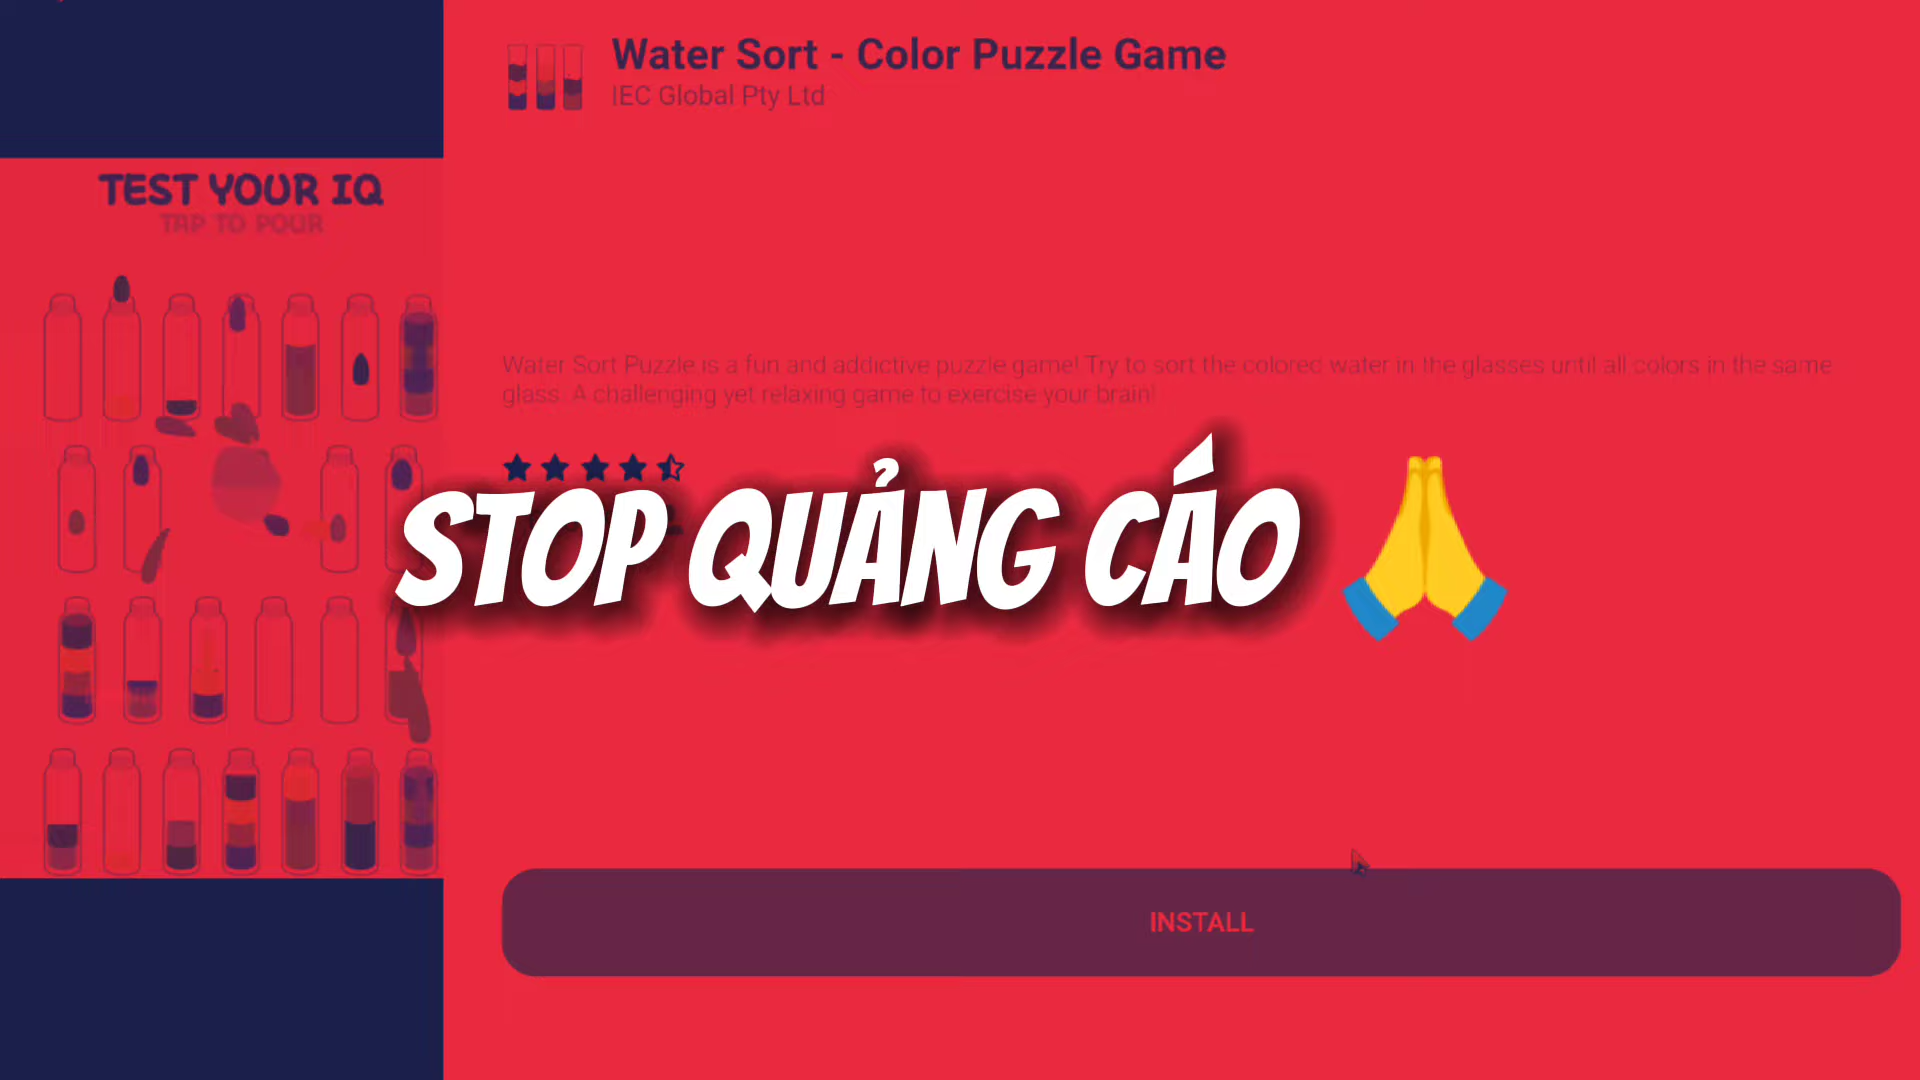 Water Sort - Color Puzzle Game
IEC Global Pty Ltd
TEST YOUR IQ
TAP TO POUR
Water Sort Puzzle is a fun and addictive puzzle game! Try to sort the colored water in the glasses until all colors in the same
glass. A challenging yet relaxing game to exercise your brain!
STOP QUẢNG CÁO 🙏
INSTALL